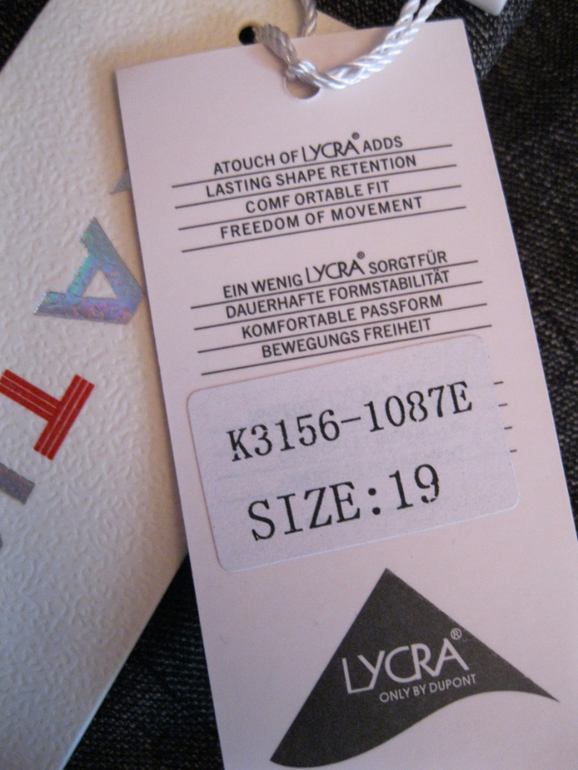 ATOUCH OF LYCRA® ADDS
LASTING SHAPE RETENTION
COMF ORTABLE FIT
FREEDOM OF MOVEMENT
EIN WENIG LYCRA® SORGTFÜR
DAUERHAFTE FORMSTABILITÄT
KOMFORTABLE PASSFORM
BEWEGUNGS FREIHEIT
K3156-1087E
SIZE:19
LYCRA®
ONLY BY DUPONT